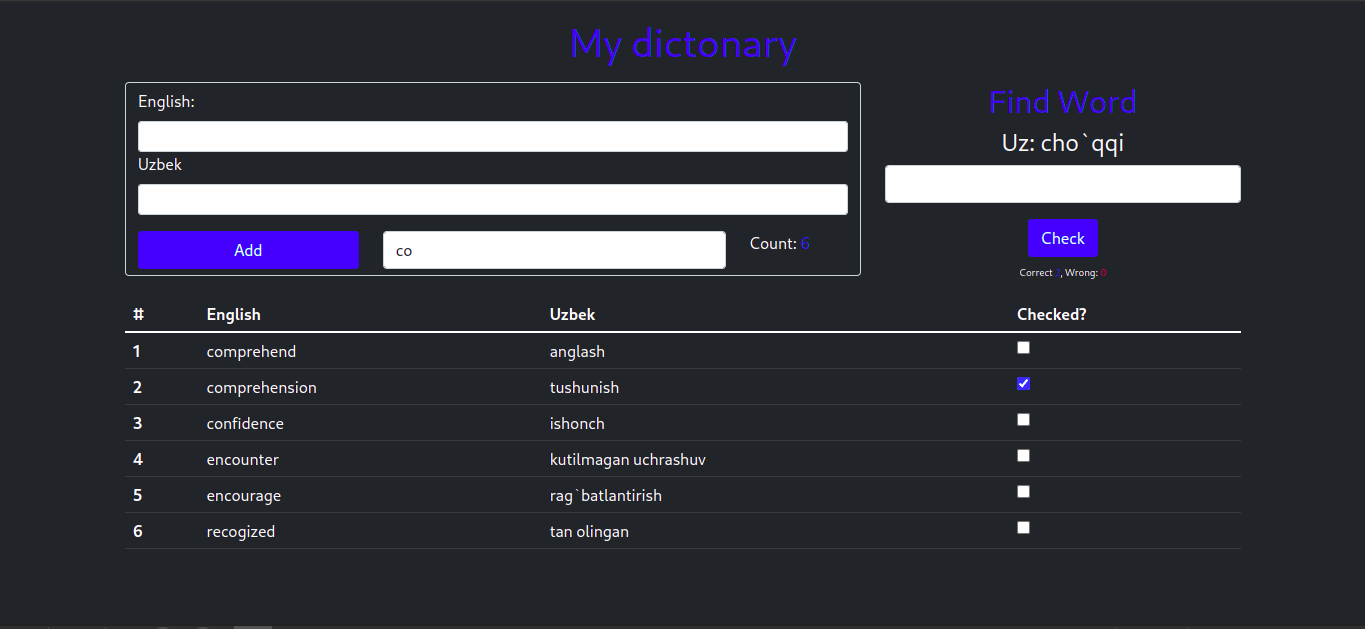 My dictonary
English:
Uzbek
Add co Count: 6
Find Word
Uz: cho`qqi
Check
Correct , Wrong: 0
# English Uzbek Checked?
1 comprehend anglash
2 comprehension tushunish
3 confidence ishonch
4 encounter kutilmagan uchrashuv
5 encourage rag`batlantirish
6 recogized tan olingan